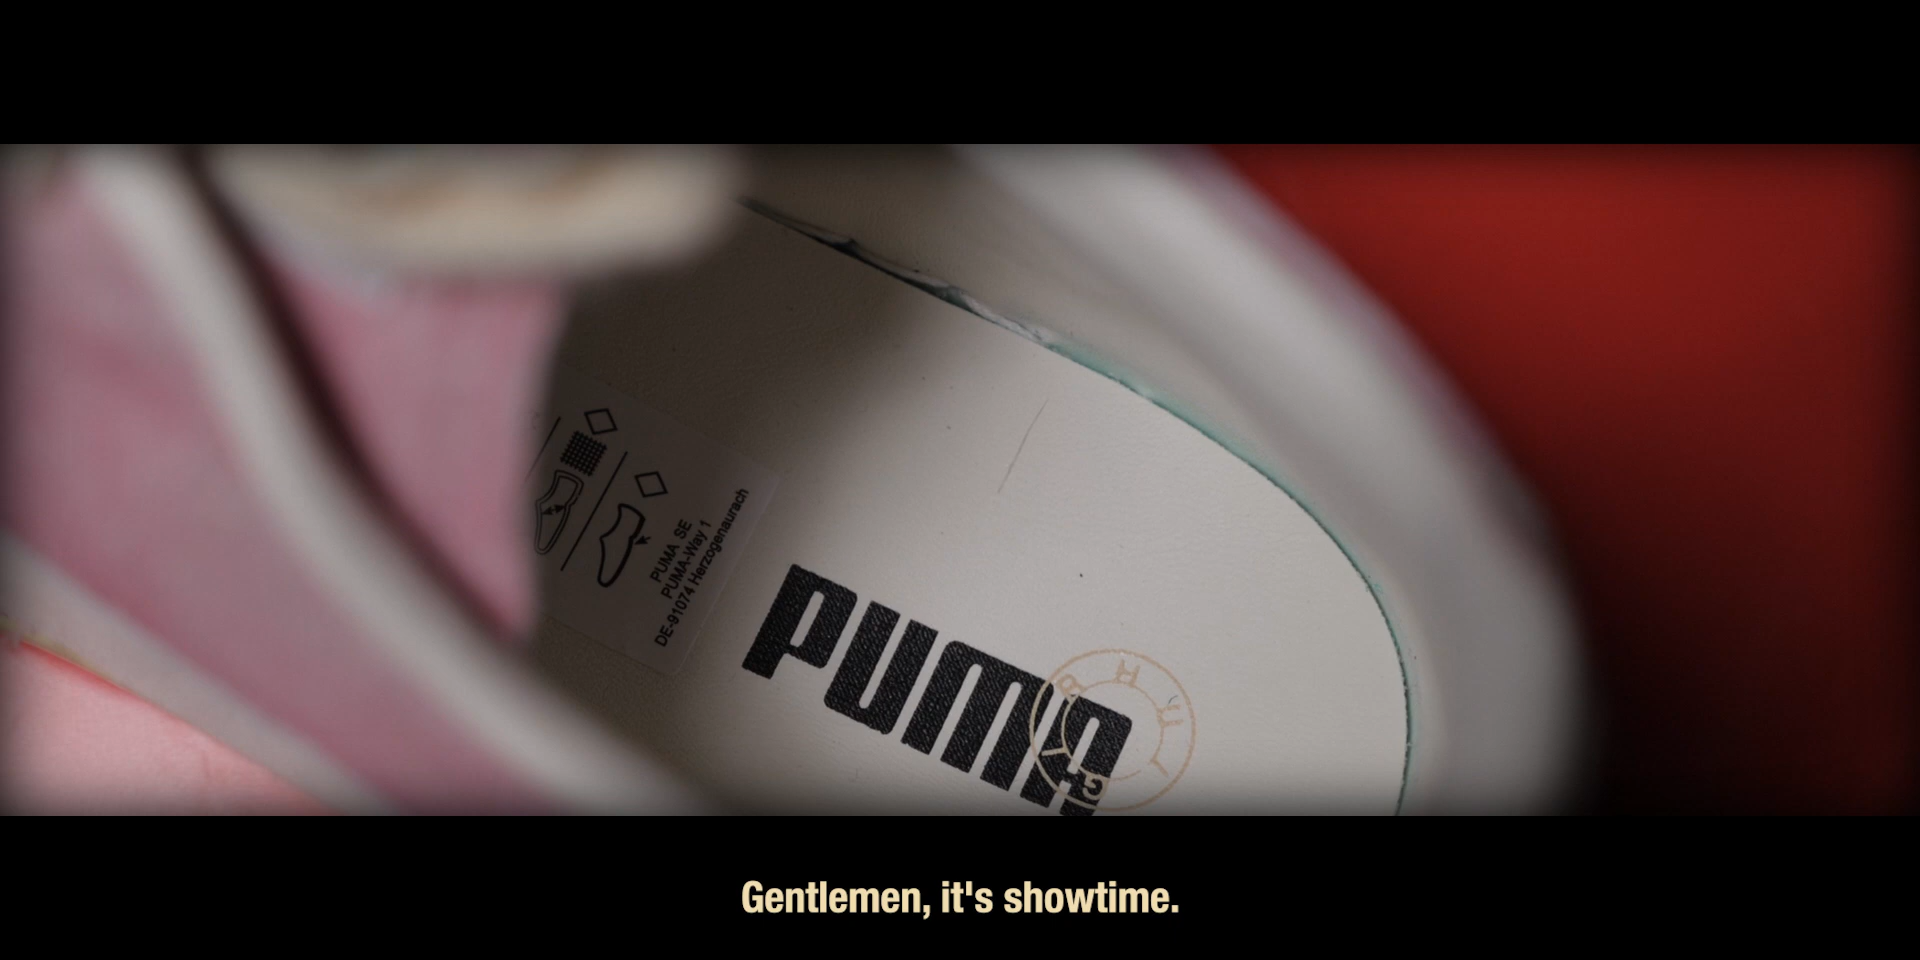 PUMA SE
PUMA-Way 1
DE-91074 Herzogenaurach
PUMA
Gentlemen, it's showtime.